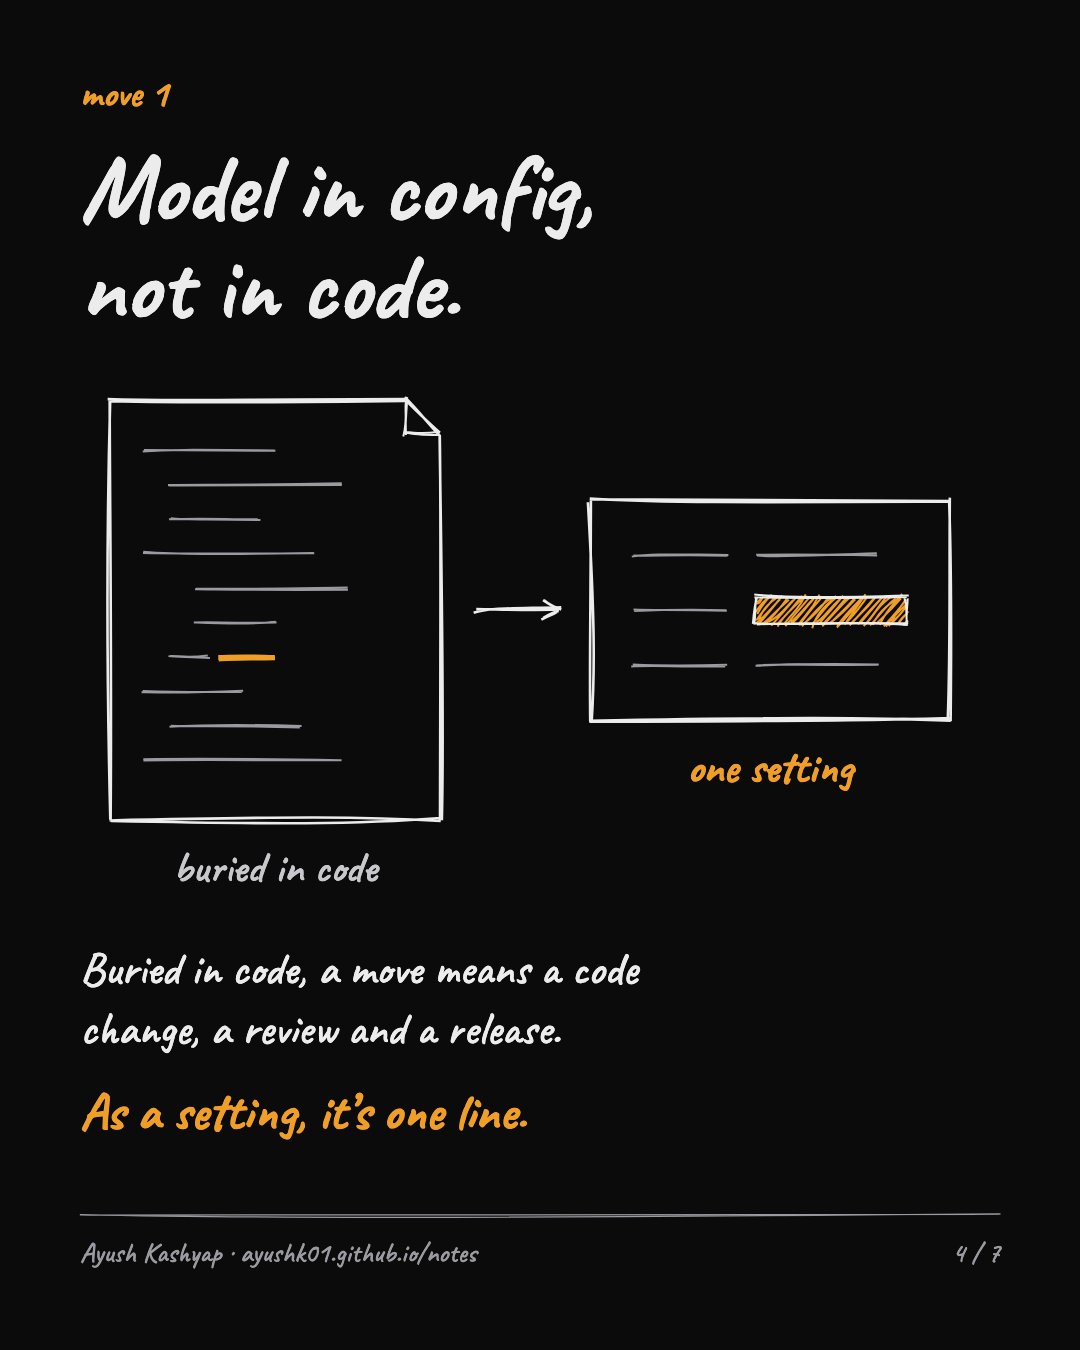 move 1
Model in config,
not in code.
one setting
buried in code
Buried in code, a move means a code
change, a review and a release.
As a setting, it’s one line.
Ayush Kashyap · ayushk01.github.io/notes
4 / 7